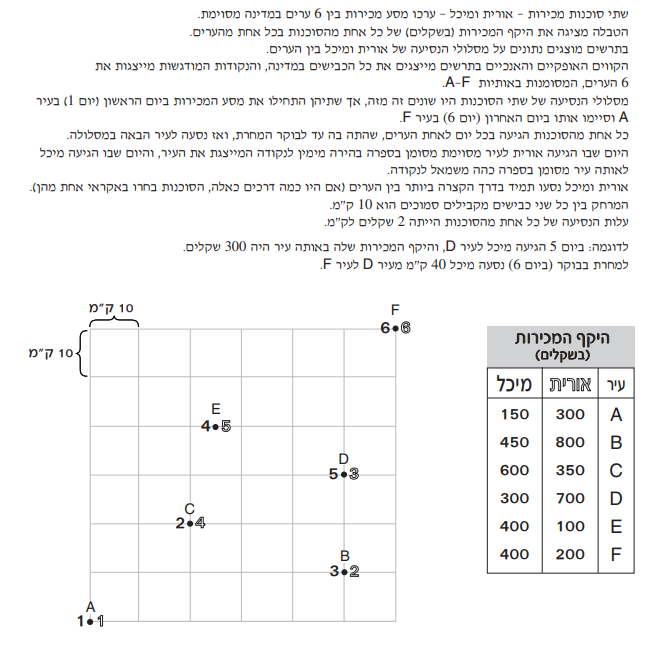 שתי סוכנות מכירות - אורית ומיכל - ערכו מסע מכירות בין 6 ערים במדינה מסוימת.
הטבלה מציגה את היקף המכירות (בשקלים) של כל אחת מהסוכנות בכל אחת מהערים.
בתרשים מוצגים נתונים על מסלולי הנסיעה של אורית ומיכל בין הערים.
הקווים האופקיים והאנכיים בתרשים מייצגים את כל הכבישים במדינה, והנקודות המודגשות מייצגות את
6 הערים, המסומנות באותיות A-F.
מסלולי הנסיעה של שתי הסוכנות היו שונים זה מזה, אך שתיהן התחילו את מסע המכירות ביום הראשון (יום 1) בעיר
A וסיימו אותו ביום האחרון (יום 6) בעיר F.
כל אחת מהסוכנות הגיעה בכל יום לאחת הערים, שהתה בה עד לבוקר המחרת, ואז נסעה לעיר הבאה במסלולה.
היום שבו הגיעה אורית לעיר מסוימת מסומן בספרה בהירה מימין לנקודה המייצגת את העיר, והיום שבו הגיעה מיכל
לאותה עיר מסומן בספרה כהה משמאל לנקודה.
אורית ומיכל נסעו תמיד בדרך הקצרה ביותר בין הערים (אם היו כמה דרכים כאלה, הסוכנות בחרו באקראי אחת מהן).
המרחק בין כל שני כבישים מקבילים סמוכים הוא 10 ק"מ.
עלות הנסיעה של כל אחת מהסוכנות הייתה 2 שקלים לק"מ.
לדוגמה: ביום 5 הגיעה מיכל לעיר D, והיקף המכירות שלה באותה עיר היה 300 שקלים.
למחרת בבוקר (ביום 6) נסעה מיכל 40 ק"מ מעיר D לעיר F.
10 ק"מ
10 ק"מ
F
6 6
E
4 5
D
5 3
C
2 4
B
3 2
A
1 1
היקף המכירות
(בשקלים)
עיר אורית מיכל
A 300 150
B 800 450
C 350 600
D 700 300
E 100 400
F 200 400